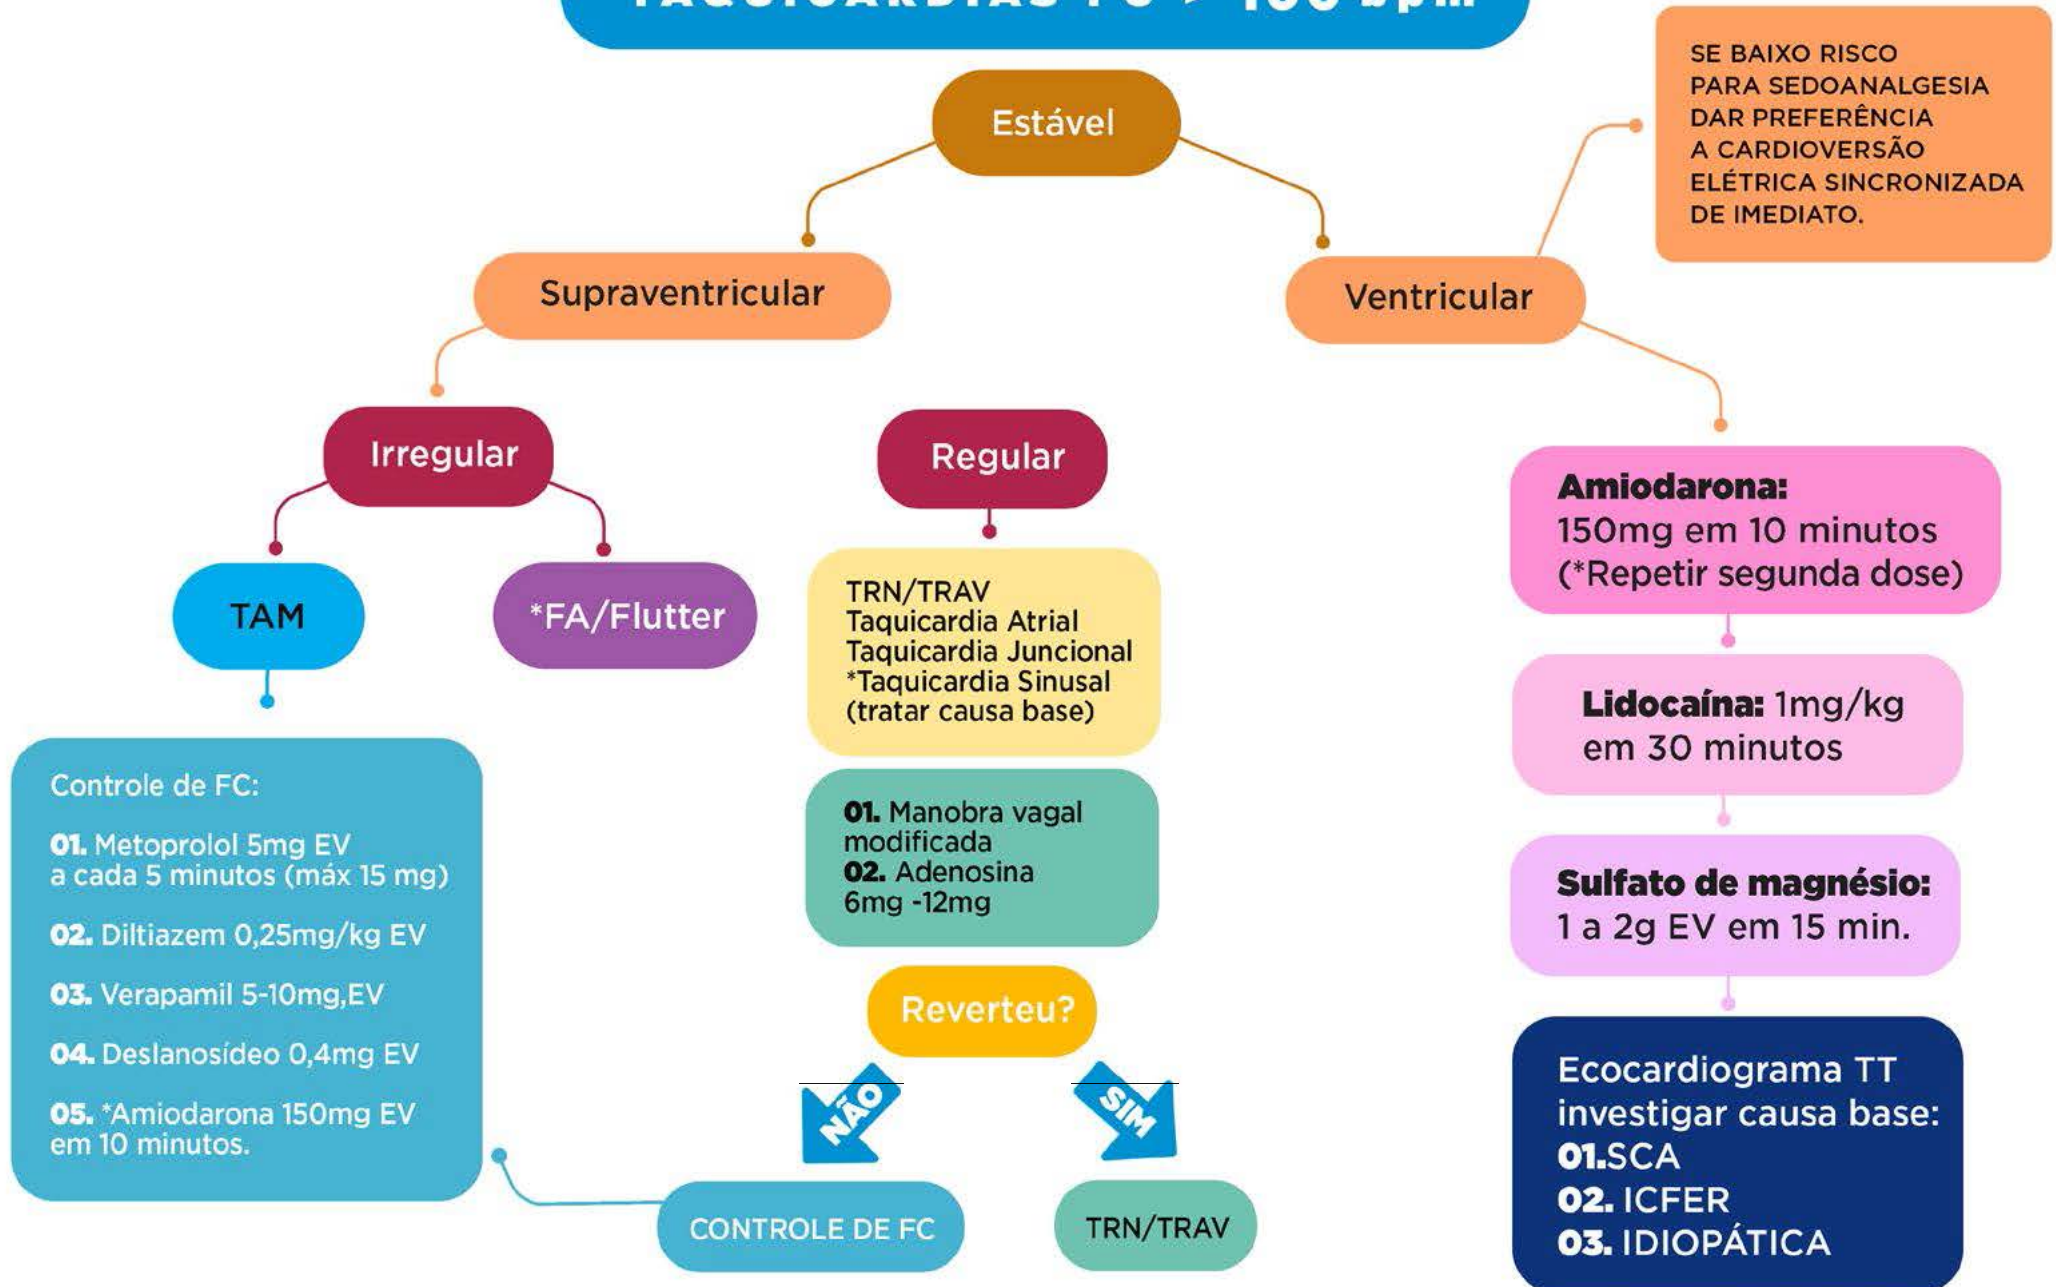 TAQUICARDIAS FC > 100 bpm
Estável
SE BAIXO RISCO
PARA SEDOANALGESIA
DAR PREFERÊNCIA
A CARDIOVERSÃO
ELÉTRICA SINCRONIZADA
DE IMEDIATO.
Supraventricular
Ventricular
Irregular
Regular
TAM
*FA/Flutter
TRN/TRAV
Taquicardia Atrial
Taquicardia Juncional
*Taquicardia Sinusal
(tratar causa base)
Controle de FC:
01. Metoprolol 5mg EV
a cada 5 minutos (máx 15 mg)
02. Diltiazem 0,25mg/kg EV
03. Verapamil 5-10mg,EV
04. Deslanosídeo 0,4mg EV
05. *Amiodarona 150mg EV
em 10 minutos.
01. Manobra vagal
modificada
02. Adenosina
6mg -12mg
Reverteu?
NÃO
SIM
CONTROLE DE FC
TRN/TRAV
Amiodarona:
150mg em 10 minutos
(*Repetir segunda dose)
Lidocaína: 1mg/kg
em 30 minutos
Sulfato de magnésio:
1 a 2g EV em 15 min.
Ecocardiograma TT
investigar causa base:
01.SCA
02. ICFER
03. IDIOPÁTICA